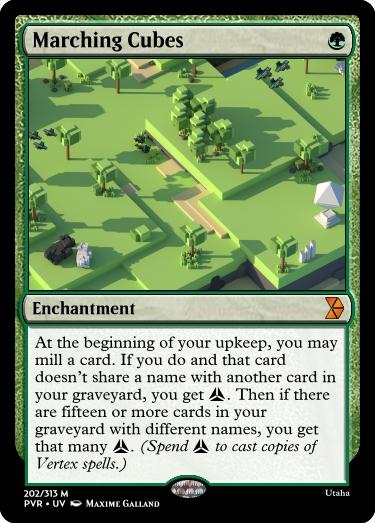 Marching Cubes
Enchantment
At the beginning of your upkeep, you may
mill a card. If you do and that card
doesn't share a name with another card in
your graveyard, you get . Then if there
are fifteen or more cards in your
graveyard with different names, you get
that many . (Spend to cast copies of
Vertex spells.)
202/313 M
Utaha
PVR • UV Maxime Galland